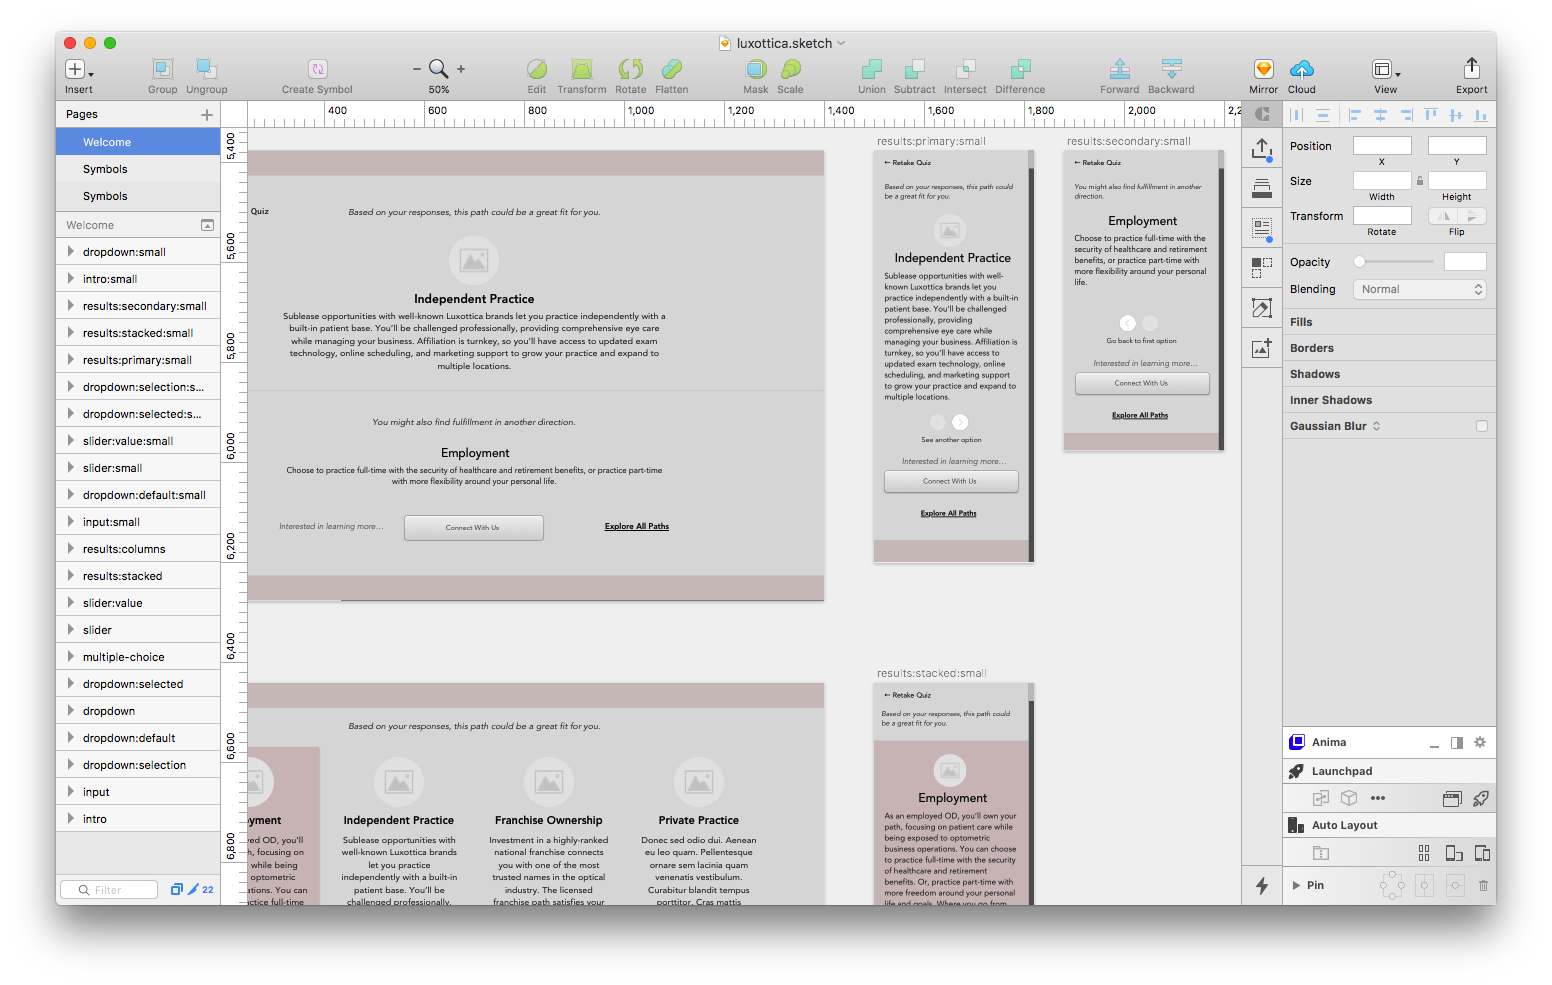 luxottica.sketch
Insert
Group
Ungroup
Create Symbol
50%
Edit
Transform
Rotate
Flatten
Mask
Scale
Union
Subtract
Intersect
Difference
Forward
Backward
Mirror
Cloud
View
Export
Pages
Welcome
Symbols
Symbols
Welcome
dropdown:small
intro:small
results:secondary:small
results:stacked:small
results:primary:small
dropdown:selection:s...
dropdown:selected:s...
slider:value:small
slider:small
dropdown:default:small
input:small
results:columns
results:stacked
slider:value
slider
multiple-choice
dropdown:selected
dropdown
dropdown:default
dropdown:selection
input
intro
Filter
22
400
600
800
1,000
1,200
1,400
1,600
1,800
2,000
2,2
5,400
5,600
5,800
6,000
6,200
6,400
6,600
6,800
Quiz
Based on your responses, this path could be a great fit for you.
Independent Practice
Sublease opportunities with well-known Luxottica brands let you practice independently with a
built-in patient base. You'll be challenged professionally, providing comprehensive eye care
while managing your business. Affiliation is turnkey, so you'll have access to updated exam
technology, online scheduling, and marketing support to grow your practice and expand to
multiple locations.
You might also find fulfillment in another direction.
Employment
Choose to practice full-time with the security of healthcare and retirement benefits, or practice part-time
with more flexibility around your personal life.
Interested in learning more...
Connect With Us
Explore All Paths
results:primary:small
← Retake Quiz
Based on your responses, this path could
be a great fit for you.
Independent Practice
Sublease opportunities with well-
known Luxottica brands let you
practice independently with a built-in
patient base. You'll be challenged
professionally, providing
comprehensive eye care while
managing your business. Affiliation is
turnkey, so you'll have access to
updated exam technology, online
scheduling, and marketing support
to grow your practice and expand to
multiple locations.
See another option
Interested in learning more...
Connect With Us
Explore All Paths
results:secondary:small
← Retake Quiz
You might also find fulfillment in another
direction.
Employment
Choose to practice full-time with the
security of healthcare and retirement
benefits, or practice part-time with
more flexibility around your personal
life.
Go back to first option
Interested in learning more...
Connect With Us
Explore All Paths
Based on your responses, this path could be a great fit for you.
yment
ved OD, you'll
h, focusing on
while being
optometric
ations. You can
actice full-time
Independent Practice
Sublease opportunities with
well-known Luxottica brands
let you practice
independently with a built-in
patient base. You'll be
challenged professionally,
Franchise Ownership
Investment in a highly-ranked
national franchise connects
you with one of the most
trusted names in the optical
industry. The licensed
franchise path satisfies your
Private Practice
Donec sed odio dui. Aenean
eu leo quam. Pellentesque
ornare sem lacinia quam
venenatis vestibulum.
Curabitur blandit tempus
porttitor. Cras mattis
results:stacked:small
← Retake Quiz
Based on your responses, this path could
be a great fit for you.
Employment
As an employed OD, you'll own your
path, focusing on patient care while
being exposed to optometric
business operations. You can choose
to practice full-time with the security
of healthcare and retirement
benefits. Or, practice part-time with
more freedom around your personal
life and goals. Where you go from
Position
X
Y
Size
Width
Height
Transform
Rotate
Flip
Opacity
Blending
Normal
Fills
Borders
Shadows
Inner Shadows
Gaussian Blur
Anima
Launchpad
Auto Layout
Pin